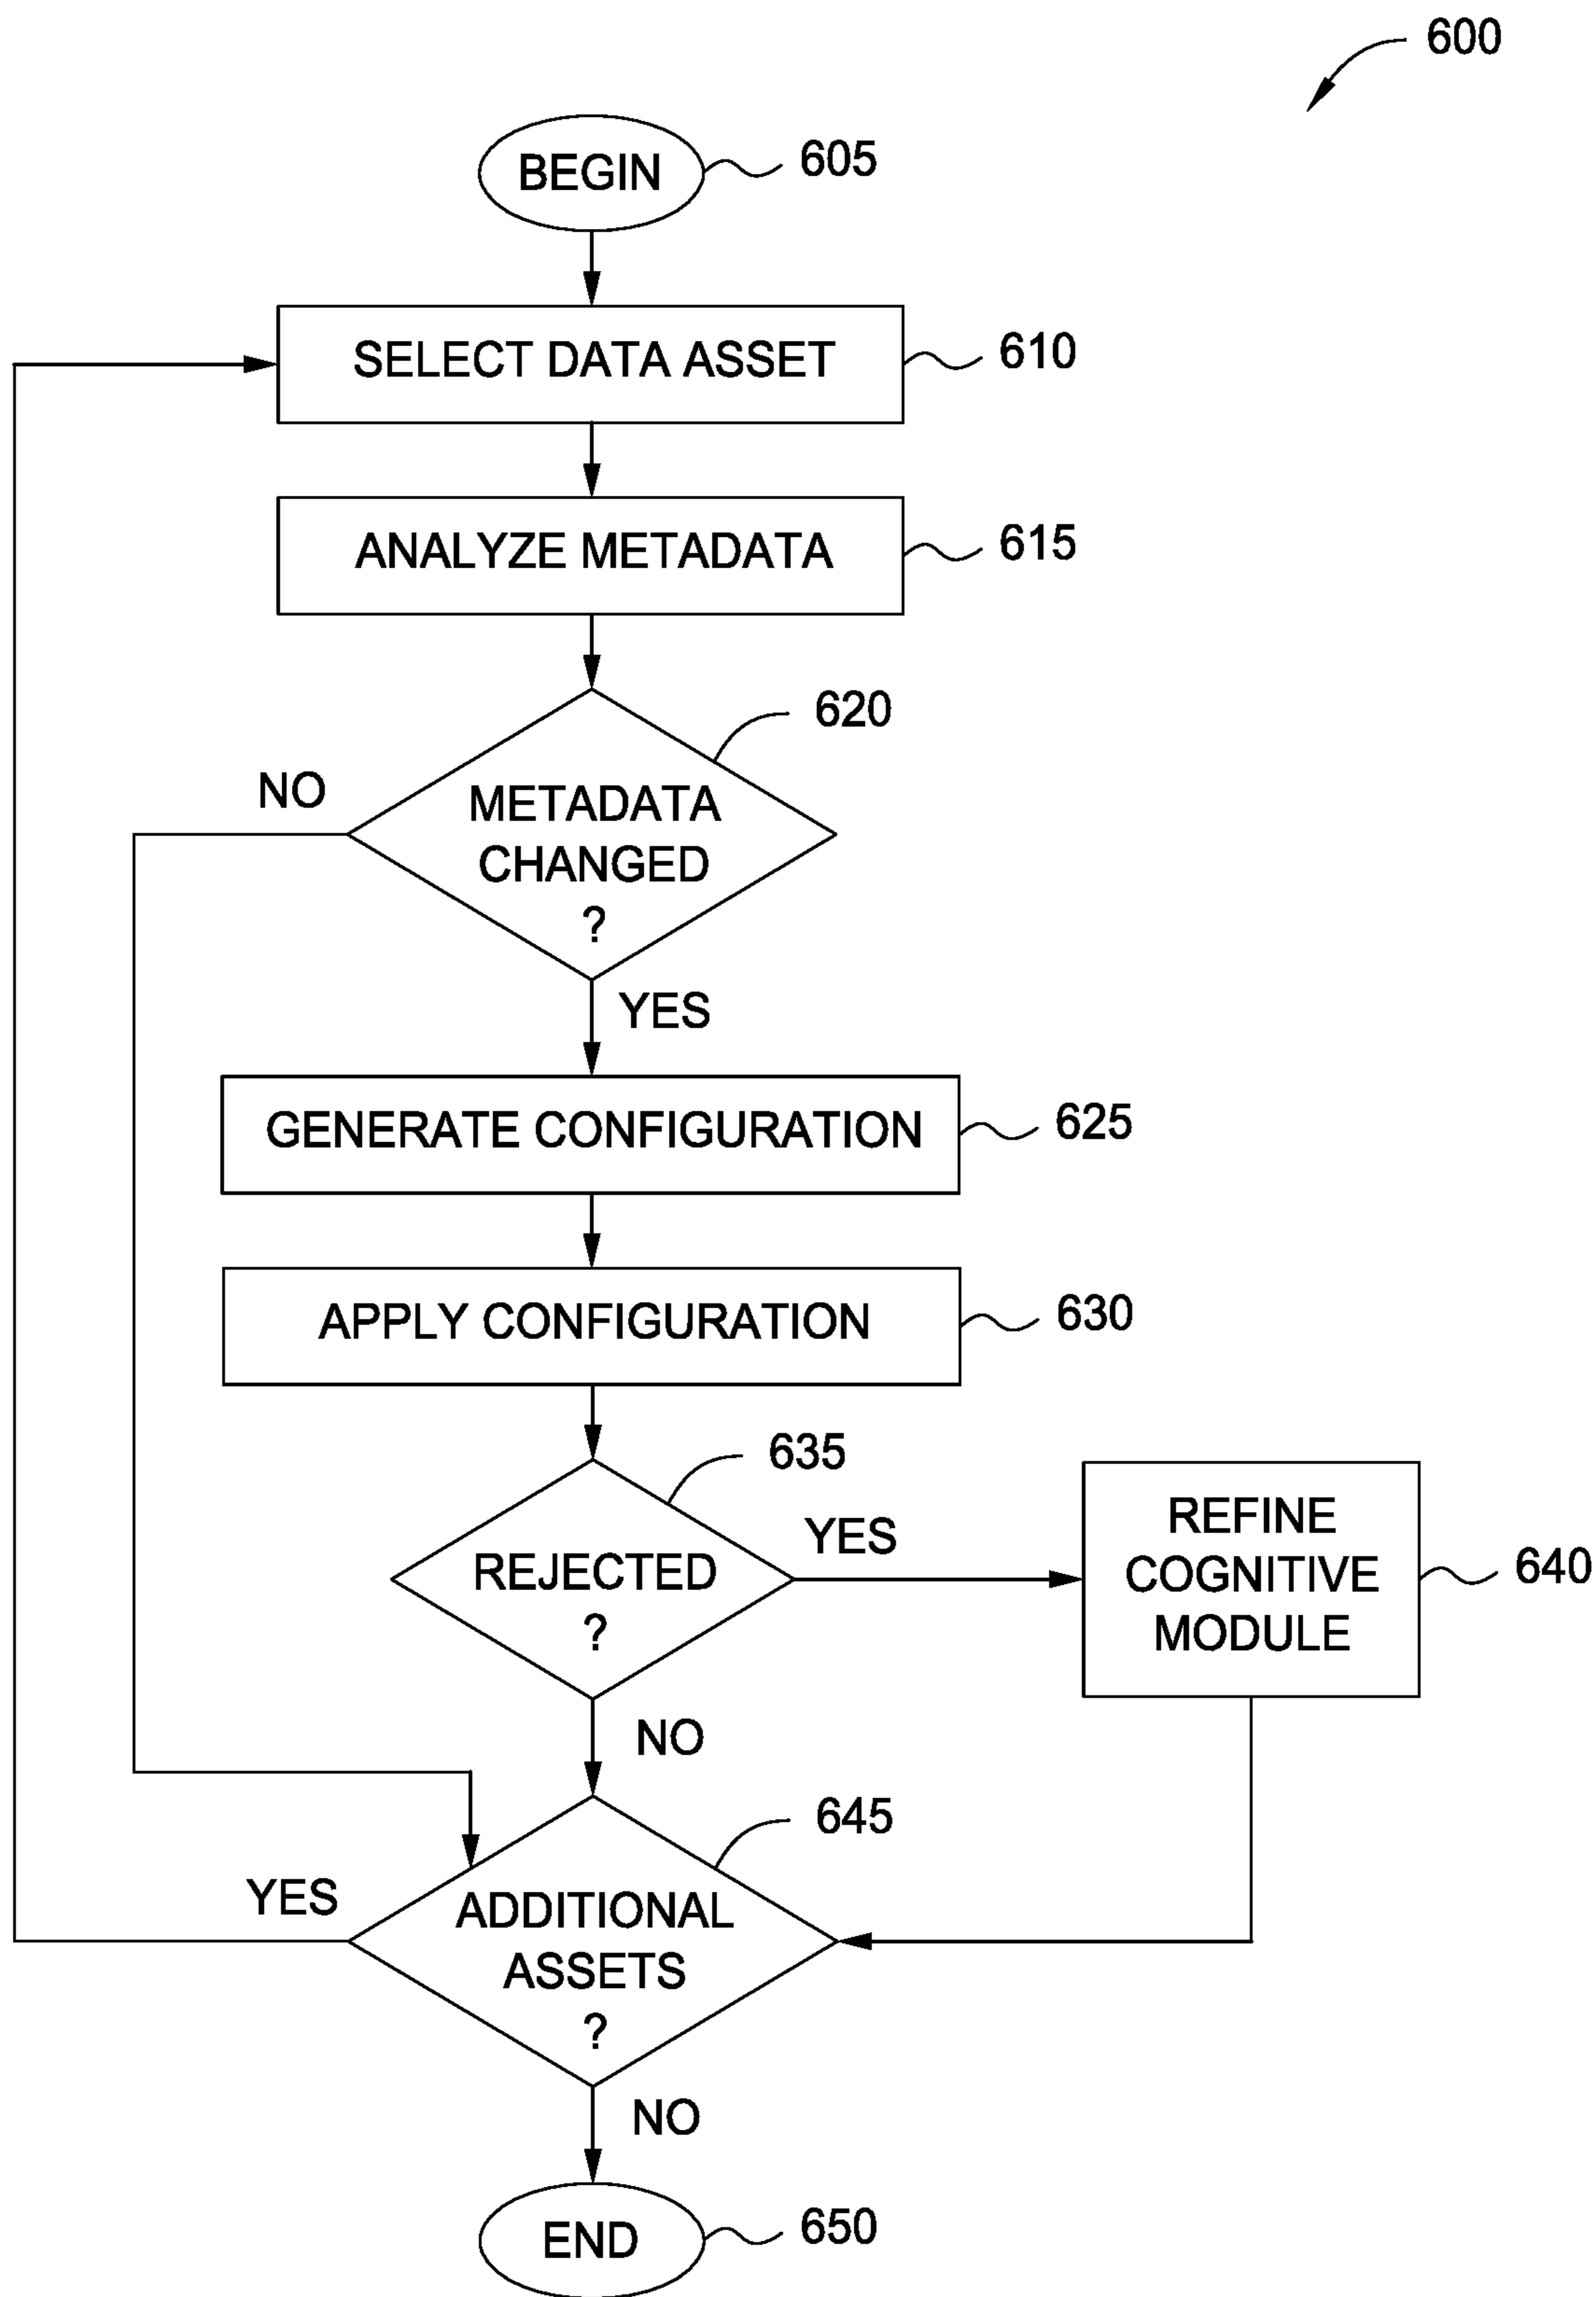 600
BEGIN
605
SELECT DATA ASSET
610
ANALYZE METADATA
615
620
NO
METADATA
CHANGED
?
YES
GENERATE CONFIGURATION
625
APPLY CONFIGURATION
630
635
YES
REJECTED
?
REFINE
COGNITIVE
MODULE
640
NO
645
YES
ADDITIONAL
ASSETS
?
NO
END
650